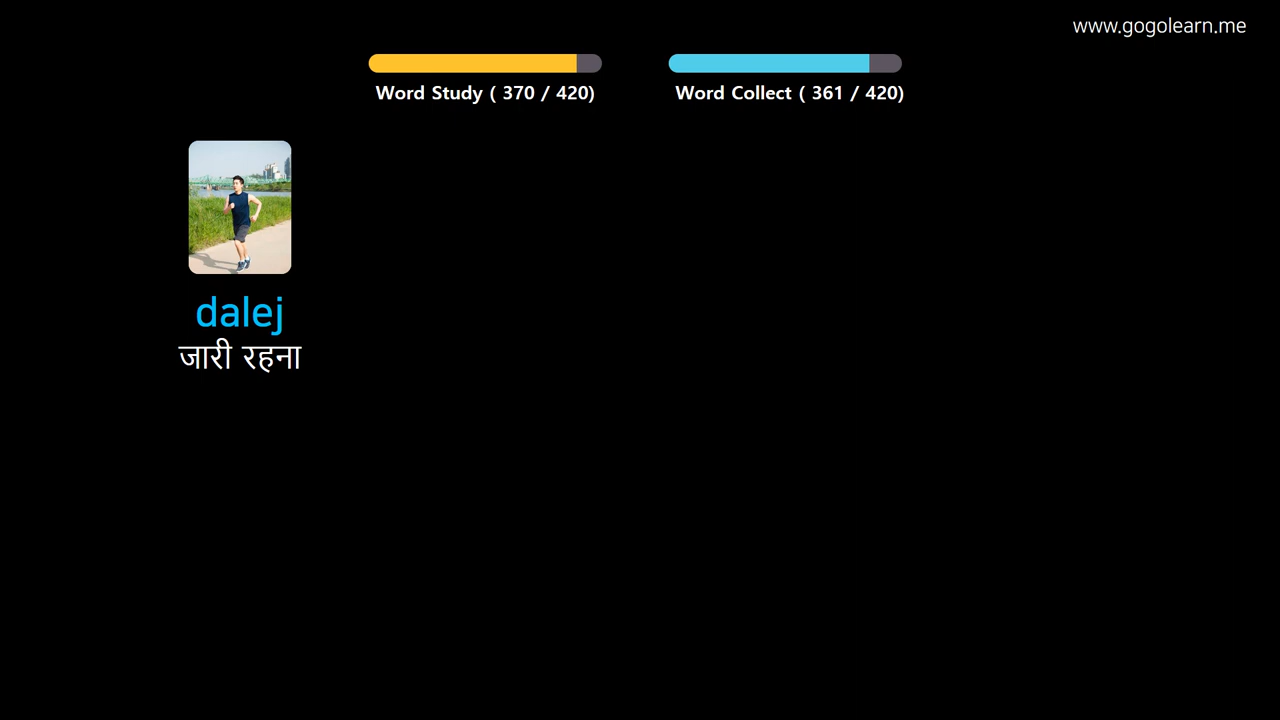 www.gogolearn.me
Word Study ( 370 / 420)
Word Collect ( 361 / 420)
dalej
जारी रहना